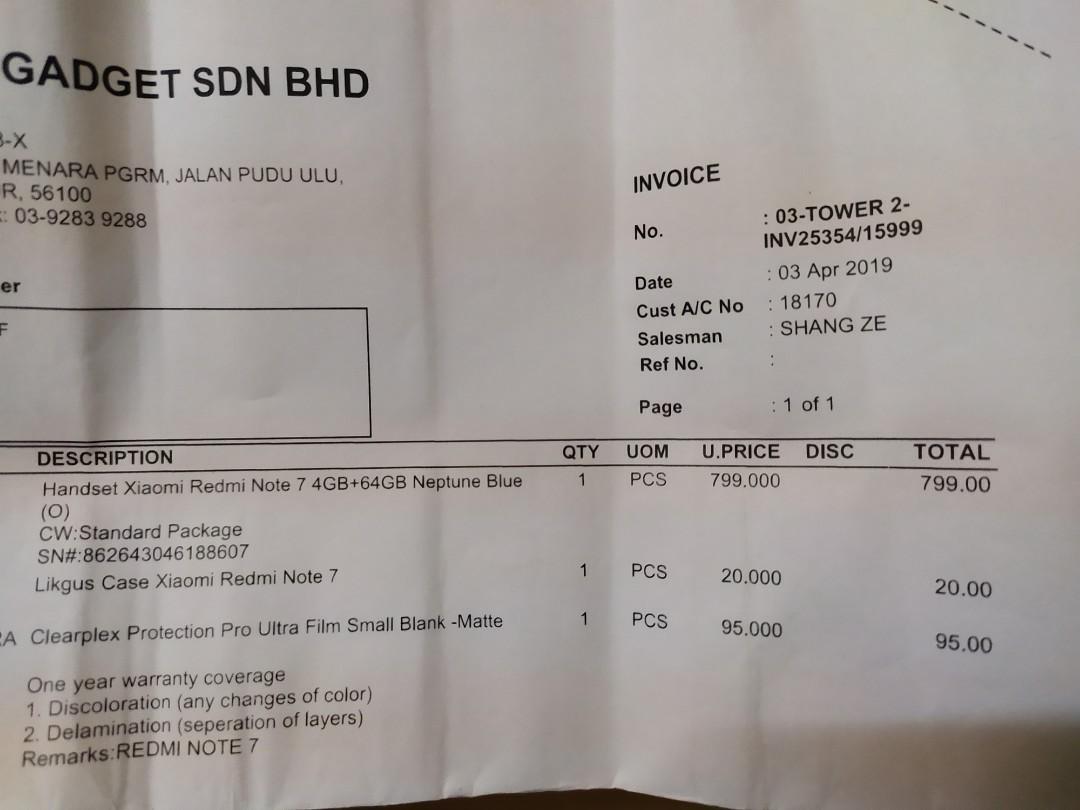 GADGET SDN BHD
-X
MENARA PGRM, JALAN PUDU ULU,
R, 56100
: 03-9283 9288
er
F
INVOICE
No. : 03-TOWER 2-
INV25354/15999
Date : 03 Apr 2019
Cust A/C No : 18170
Salesman : SHANG ZE
Ref No. :
Page : 1 of 1
DESCRIPTION QTY UOM U.PRICE DISC TOTAL
Handset Xiaomi Redmi Note 7 4GB+64GB Neptune Blue 1 PCS 799.000 799.00
(O)
CW:Standard Package
SN#:862643046188607
Likgus Case Xiaomi Redmi Note 7 1 PCS 20.000 20.00
RA Clearplex Protection Pro Ultra Film Small Blank -Matte 1 PCS 95.000 95.00
One year warranty coverage
1. Discoloration (any changes of color)
2. Delamination (seperation of layers)
Remarks:REDMI NOTE 7